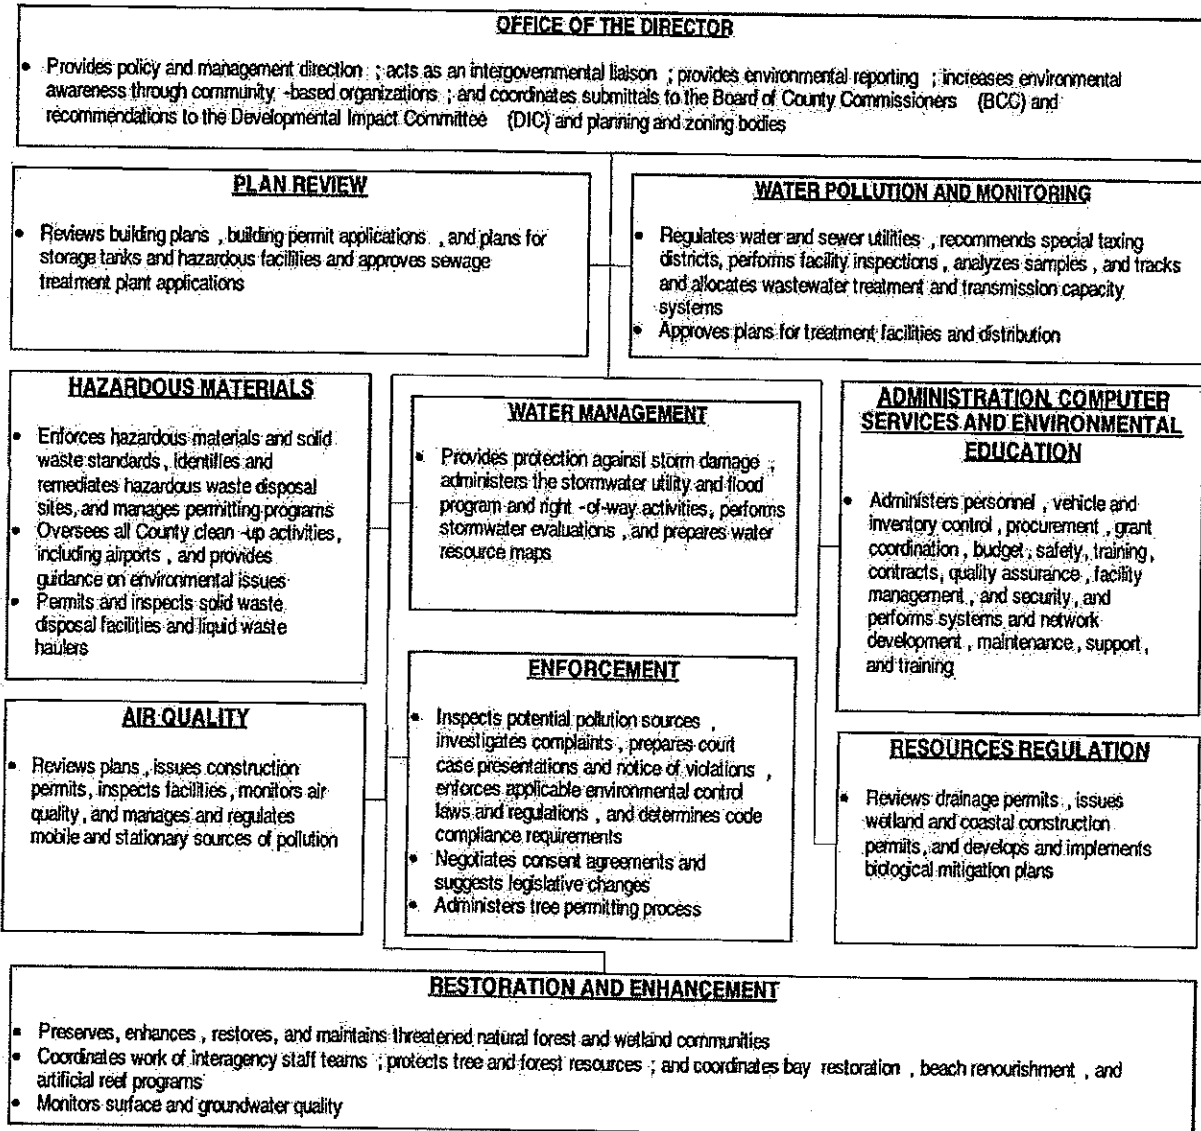 OFFICE OF THE DIRECTOR
• Provides policy and management direction ; acts as an intergovernmental liaison ; provides environmental reporting ; increases environmental
awareness through community -based organizations ; and coordinates submittals to the Board of County Commissioners (BCC) and
recommendations to the Developmental Impact Committee (DIC) and planning and zoning bodies
PLAN REVIEW
• Reviews building plans , building permit applications , and plans for
storage tanks and hazardous facilities and approves sewage
treatment plant applications
WATER POLLUTION AND MONITORING
• Regulates water and sewer utilities , recommends special taxing
districts, performs facility inspections , analyzes samples , and tracks
and allocates wastewater treatment and transmission capacity
systems
• Approves plans for treatment facilities and distribution
HAZARDOUS MATERIALS
• Enforces hazardous materials and solid
waste standards , identifies and
remediates hazardous waste disposal
sites, and manages permitting programs
• Oversees all County clean -up activities,
including airports , and provides
guidance on environmental issues
• Permits and inspects solid waste
disposal facilities and liquid waste
haulers
WATER MANAGEMENT
• Provides protection against storm damage ;
administers the stormwater utility and flood
program and right -of-way activities, performs
stormwater evaluations , and prepares water
resource maps
ADMINISTRATION, COMPUTER
SERVICES AND ENVIRONMENTAL
EDUCATION
• Administers personnel , vehicle and
inventory control , procurement , grant
coordination , budget , safety, training,
contracts, quality assurance , facility
management , and security, and
performs systems and network
development , maintenance , support ,
and training
AIR QUALITY
• Reviews plans , issues construction
permits, inspects facilities, monitors air
quality, and manages and regulates
mobile and stationary sources of pollution
ENFORCEMENT
• Inspects potential pollution sources ,
investigates complaints , prepares court
case presentations and notice of violations ,
enforces applicable environmental control
laws and regulations , and determines code
compliance requirements
• Negotiates consent agreements and
suggests legislative changes
• Administers tree permitting process
RESOURCES REGULATION
• Reviews drainage permits , issues
wetland and coastal construction
permits, and develops and implements
biological mitigation plans
RESTORATION AND ENHANCEMENT
• Preserves, enhances , restores, and maintains threatened natural forest and wetland communities
• Coordinates work of interagency staff teams ; protects tree and forest resources ; and coordinates bay restoration , beach renourishment , and
artificial reef programs
• Monitors surface and groundwater quality